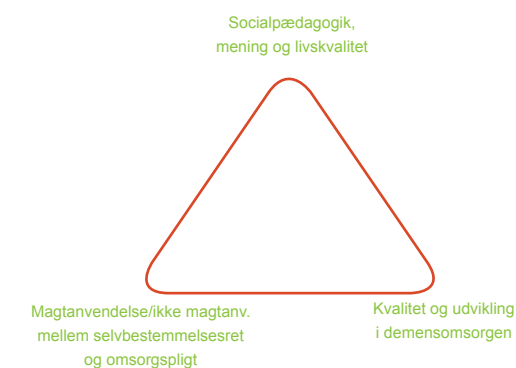 Socialpædagogik,
mening og livskvalitet
Magtanvendelse/ikke magtanv.
mellem selvbestemmelsesret
og omsorgspligt
Kvalitet og udvikling
i demensomsorgen